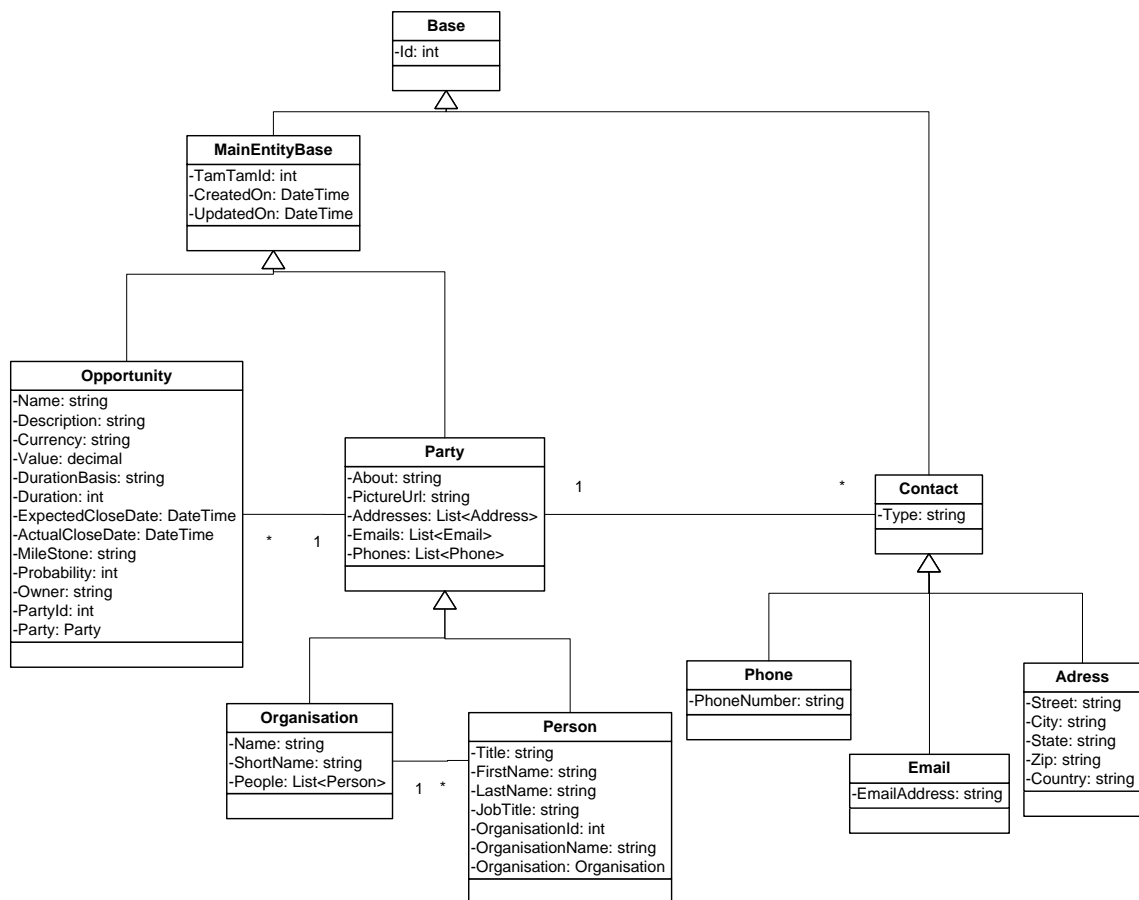 Base
-Id: int
MainEntityBase
-TamTamId: int
-CreatedOn: DateTime
-UpdatedOn: DateTime
Opportunity
-Name: string
-Description: string
-Currency: string
-Value: decimal
-DurationBasis: string
-Duration: int
-ExpectedCloseDate: DateTime
-ActualCloseDate: DateTime
-MileStone: string
-Probability: int
-Owner: string
-PartyId: int
-Party: Party
*
1
Party
-About: string
-PictureUrl: string
-Addresses: List<Address>
-Emails: List<Email>
-Phones: List<Phone>
1
*
Contact
-Type: string
Organisation
-Name: string
-ShortName: string
-People: List<Person>
1
*
Person
-Title: string
-FirstName: string
-LastName: string
-JobTitle: string
-OrganisationId: int
-OrganisationName: string
-Organisation: Organisation
Phone
-PhoneNumber: string
Email
-EmailAddress: string
Adress
-Street: string
-City: string
-State: string
-Zip: string
-Country: string